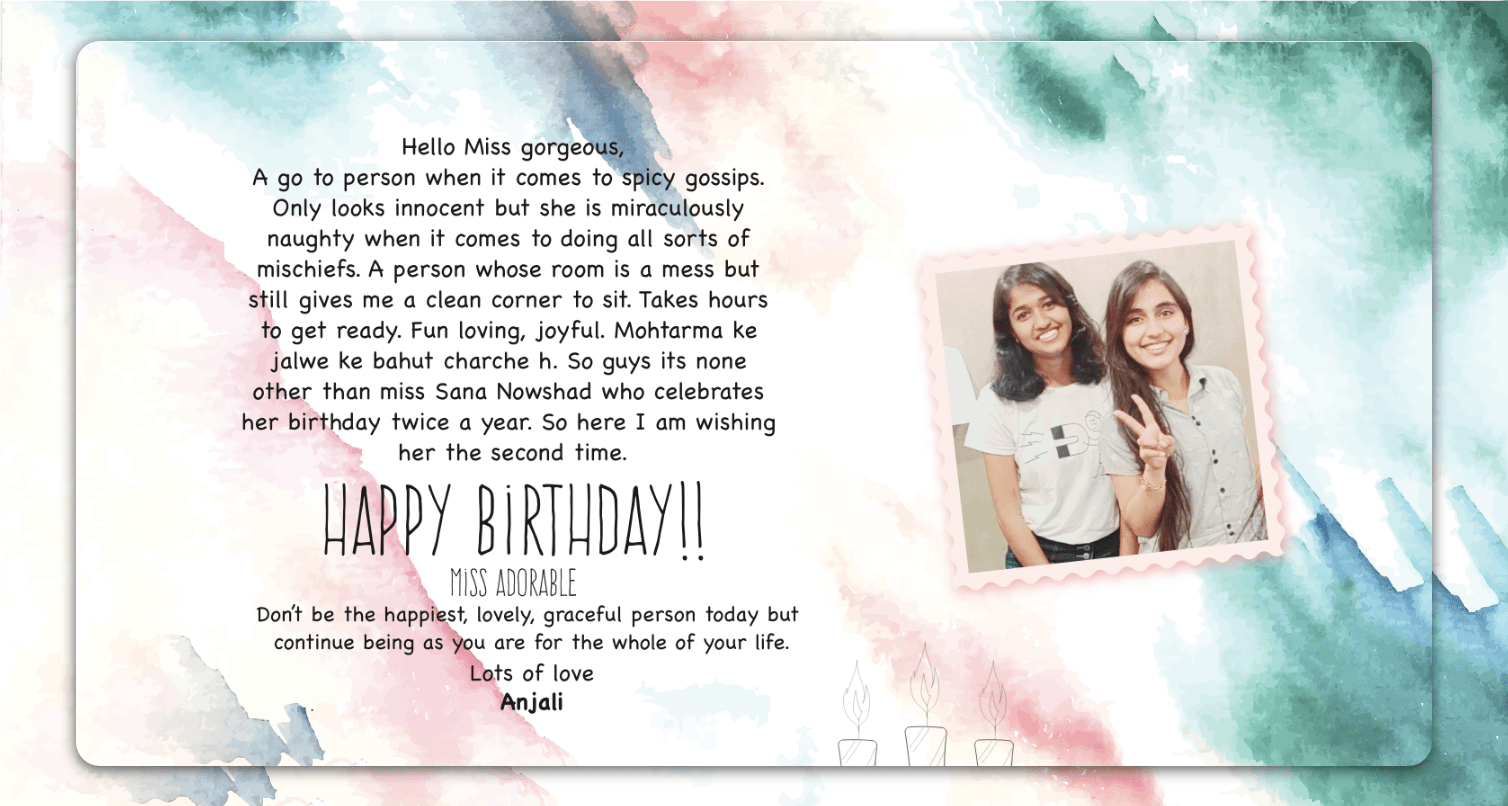 Hello Miss gorgeous,
A go to person when it comes to spicy gossips.
Only looks innocent but she is miraculously
naughty when it comes to doing all sorts of
mischiefs. A person whose room is a mess but
still gives me a clean corner to sit. Takes hours
to get ready. Fun loving, joyful. Mohtarma ke
jalwe ke bahut charche h. So guys its none
other than miss Sana Nowshad who celebrates
her birthday twice a year. So here I am wishing
her the second time.
HAPPY BiRTHDAY!!
MiSS ADORABLE
Don't be the happiest, lovely, graceful person today but
continue being as you are for the whole of your life.
Lots of love
Anjali